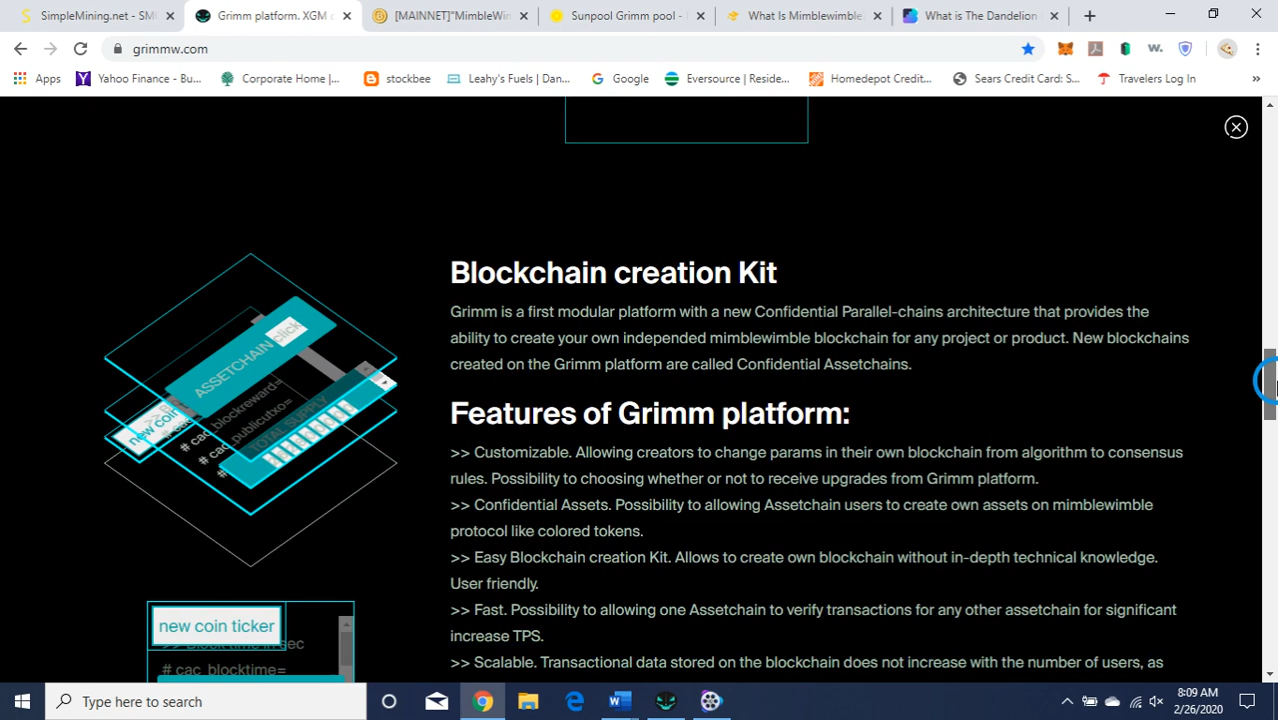 SimpleMining.net - SM
Grimm platform. XGM
[MAINNET]"MimbleWin
Sunpool Grimm pool -
What Is Mimblewimble
What is The Dandelion
grimmw.com
Apps
Yahoo Finance - Bu...
Corporate Home |...
stockbee
Leahy's Fuels | Dan...
Google
Eversource | Reside...
Homedepot Credit...
Sears Credit Card: S...
Travelers Log In
Blockchain creation Kit
Grimm is a first modular platform with a new Confidential Parallel-chains architecture that provides the
ability to create your own independed mimblewimble blockchain for any project or product. New blockchains
created on the Grimm platform are called Confidential Assetchains.
ASSETCHAIN click
new coin
# cac_blockreward=
# cac_publicutxo=
TOTAL SUPPLY
Features of Grimm platform:
>> Customizable. Allowing creators to change params in their own blockchain from algorithm to consensus
rules. Possibility to choosing whether or not to receive upgrades from Grimm platform.
>> Confidential Assets. Possibility to allowing Assetchain users to create own assets on mimblewimble
protocol like colored tokens.
>> Easy Blockchain creation Kit. Allows to create own blockchain without in-depth technical knowledge.
User friendly.
>> Fast. Possibility to allowing one Assetchain to verify transactions for any other assetchain for significant
increase TPS.
>> Scalable. Transactional data stored on the blockchain does not increase with the number of users, as
new coin ticker
>> Block time in sec
# cac_blocktime=
Type here to search
8:09 AM
2/26/2020